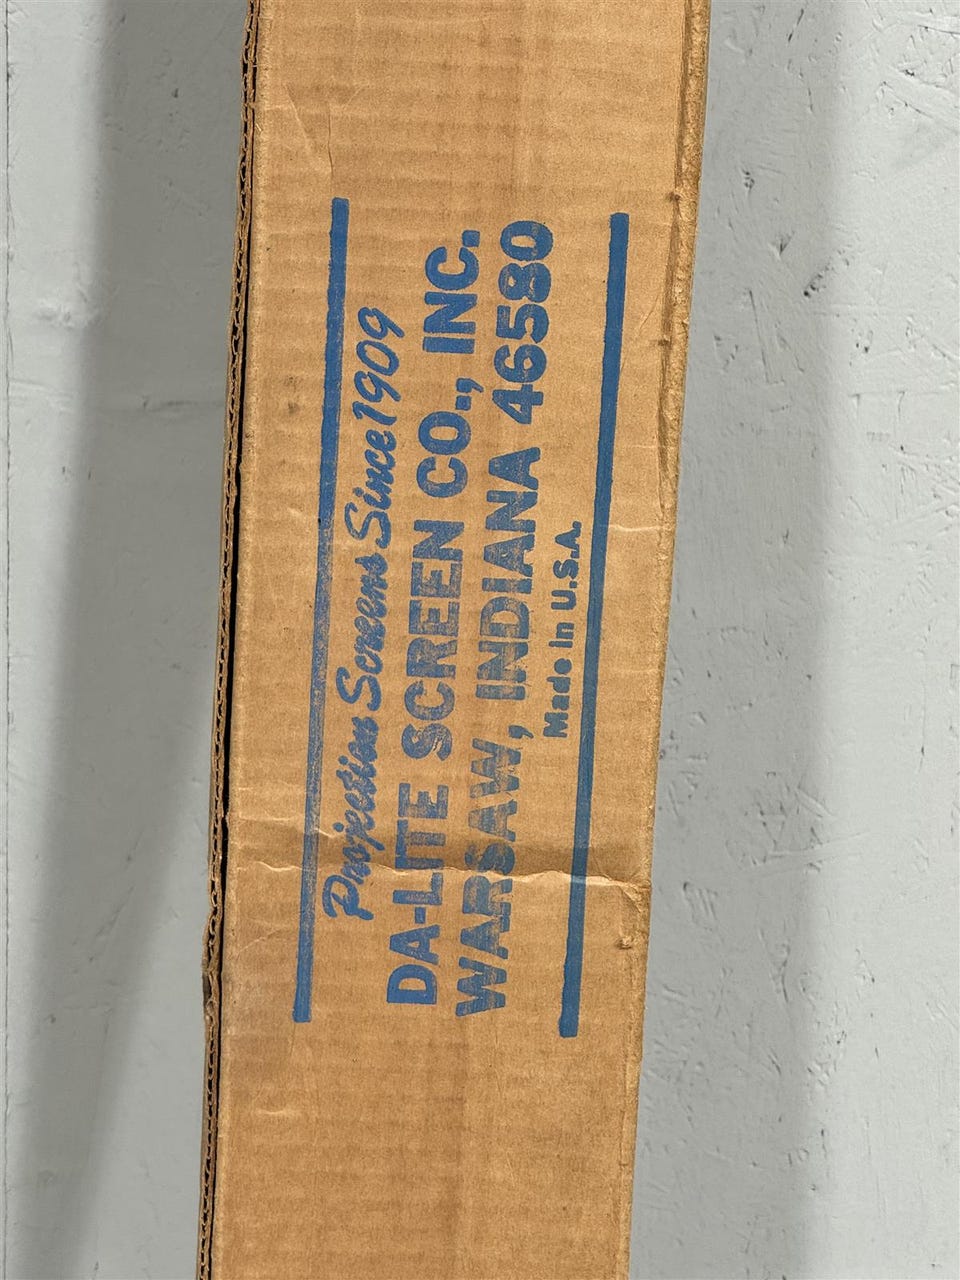 Projection Screens Since 1909
DA-LITE SCREEN CO., INC.
WARSAW, INDIANA 46580
Made in U.S.A.